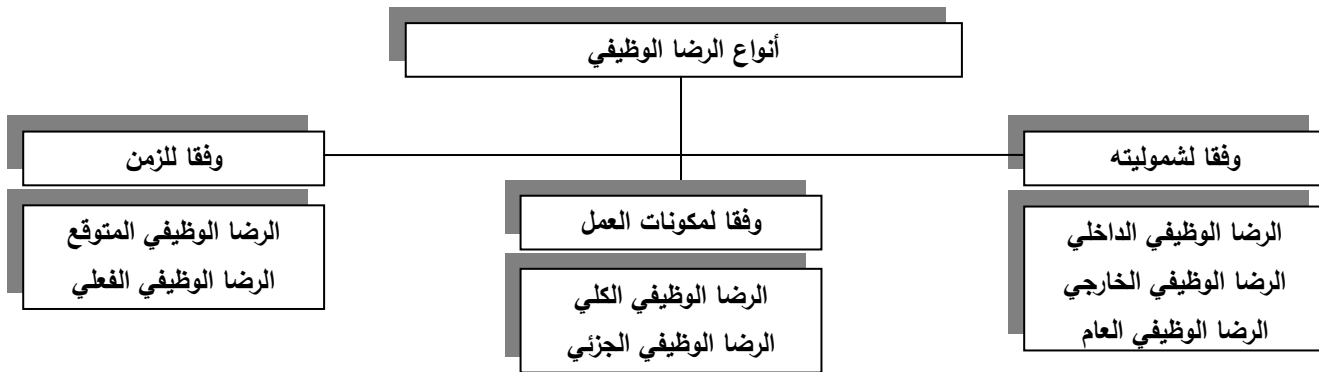 أنواع الرضا الوظيفي
وفقا لشموليته
الرضا الوظيفي الداخلي
الرضا الوظيفي الخارجي
الرضا الوظيفي العام
وفقا لمكونات العمل
الرضا الوظيفي الكلي
الرضا الوظيفي الجزئي
وفقا للزمن
الرضا الوظيفي المتوقع
الرضا الوظيفي الفعلي